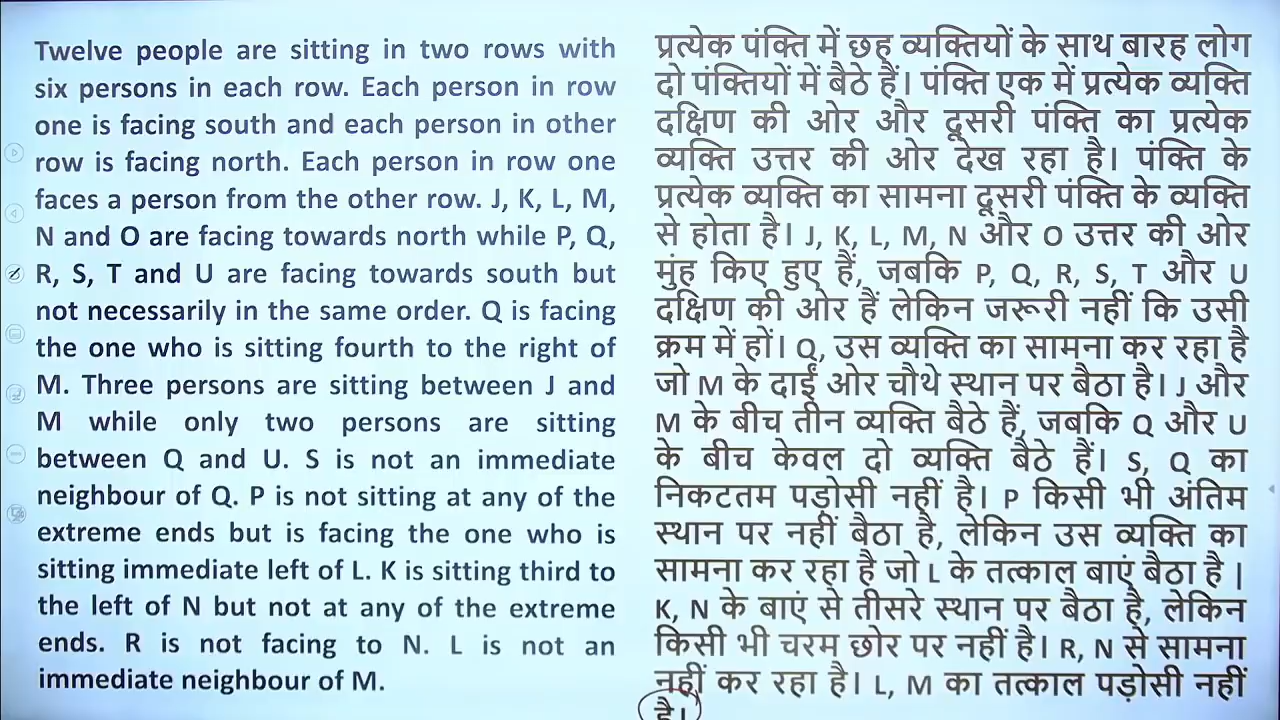 Twelve people are sitting in two rows with
six persons in each row. Each person in row
one is facing south and each person in other
row is facing north. Each person in row one
faces a person from the other row. J, K, L, M,
N and O are facing towards north while P, Q,
R, S, T and U are facing towards south but
not necessarily in the same order. Q is facing
the one who is sitting fourth to the right of
M. Three persons are sitting between J and
M while only two persons are sitting
between Q and U. S is not an immediate
neighbour of Q. P is not sitting at any of the
extreme ends but is facing the one who is
sitting immediate left of L. K is sitting third to
the left of N but not at any of the extreme
ends. R is not facing to N. L is not an
immediate neighbour of M.
प्रत्येक पंक्ति में छह व्यक्तियों के साथ बारह लोग
दो पंक्तियों में बैठे हैं। पंक्ति एक में प्रत्येक व्यक्ति
दक्षिण की ओर और दूसरी पंक्ति का प्रत्येक
व्यक्ति उत्तर की ओर देख रहा है। पंक्ति के
प्रत्येक व्यक्ति का सामना दूसरी पंक्ति के व्यक्ति
से होता है। J, K, L, M, N और O उत्तर की ओर
मुंह किए हुए हैं, जबकि P, Q, R, S, T और U
दक्षिण की ओर हैं लेकिन जरूरी नहीं कि उसी
क्रम में हों। Q, उस व्यक्ति का सामना कर रहा है
जो M के दाईं ओर चौथे स्थान पर बैठा है। J और
M के बीच तीन व्यक्ति बैठे हैं, जबकि Q और U
के बीच केवल दो व्यक्ति बैठे हैं। S, Q का
निकटतम पड़ोसी नहीं है। P किसी भी अंतिम
स्थान पर नहीं बैठा है, लेकिन उस व्यक्ति का
सामना कर रहा है जो L के तत्काल बाएं बैठा है ।
K, N के बाएं से तीसरे स्थान पर बैठा है, लेकिन
किसी भी चरम छोर पर नहीं है। R, N से सामना
नहीं कर रहा है। L, M का तत्काल पड़ोसी नहीं
है।